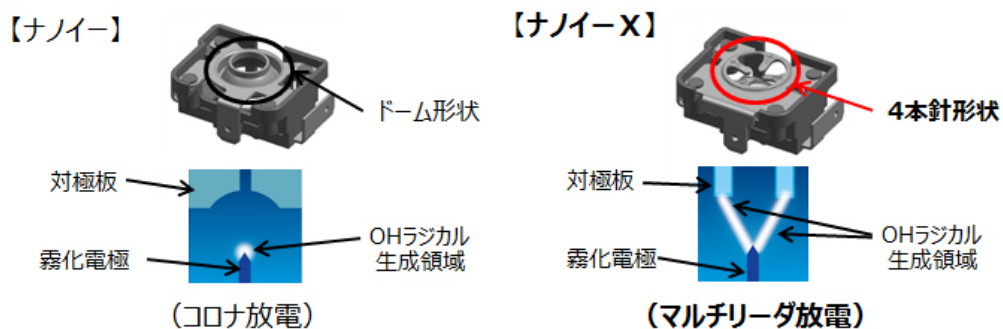 【ナノイー】
ドーム形状
対極板
霧化電極
OHラジカル
生成領域
（コロナ放電）
【ナノイーX】
4本針形状
対極板
霧化電極
OHラジカル
生成領域
（マルチリーダ放電）